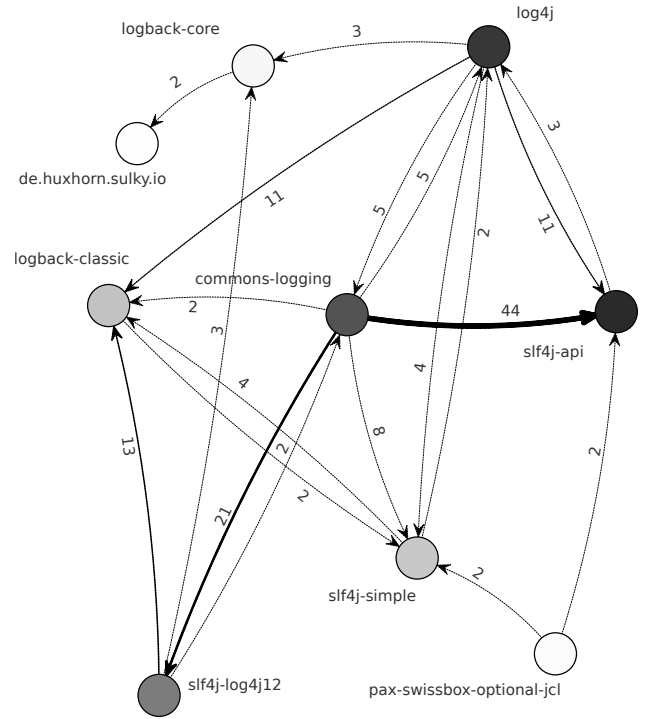 log4j
logback-core
3
2
3
de.huxhorn.sulky.io
5
5
11
11
2
logback-classic
commons-logging
2
44
3
slf4j-api
4
4
8
13
2
2
2
21
2
slf4j-simple
slf4j-log4j12
pax-swissbox-optional-jcl